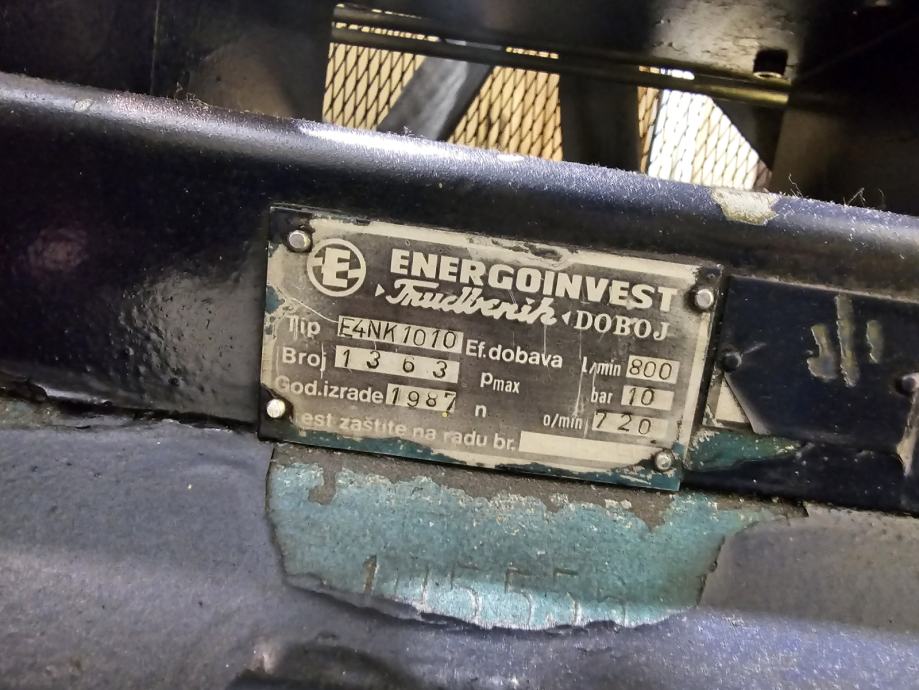 E ENERGOINVEST
Trudbenik DOBOJ
Tip E4NK1010 Ef.dobava l/min 800
Broj 1363 pmax bar 10
God.izrade 1987 n o/min 720
est zaštite na radu br.